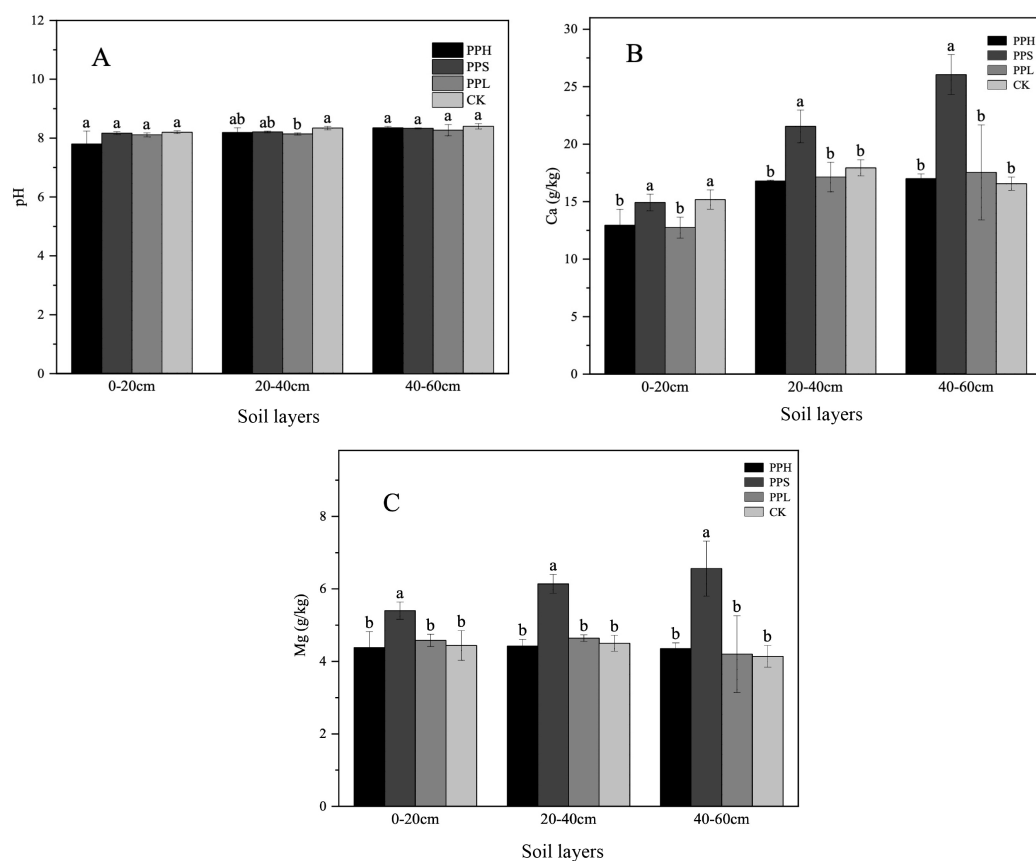 A
PPH
PPS
PPL
CK
12
10
8
6
4
2
0
pH
a a a a
ab ab b a
a a a a
0-20cm 20-40cm 40-60cm
Soil layers
B
PPH
PPS
PPL
CK
30
25
20
15
10
5
0
Ca (g/kg)
b a b a
b a b b
b a b b
0-20cm 20-40cm 40-60cm
Soil layers
C
PPH
PPS
PPL
CK
8
6
4
2
0
Mg (g/kg)
b a b b
b a b b
b a b b
0-20cm 20-40cm 40-60cm
Soil layers